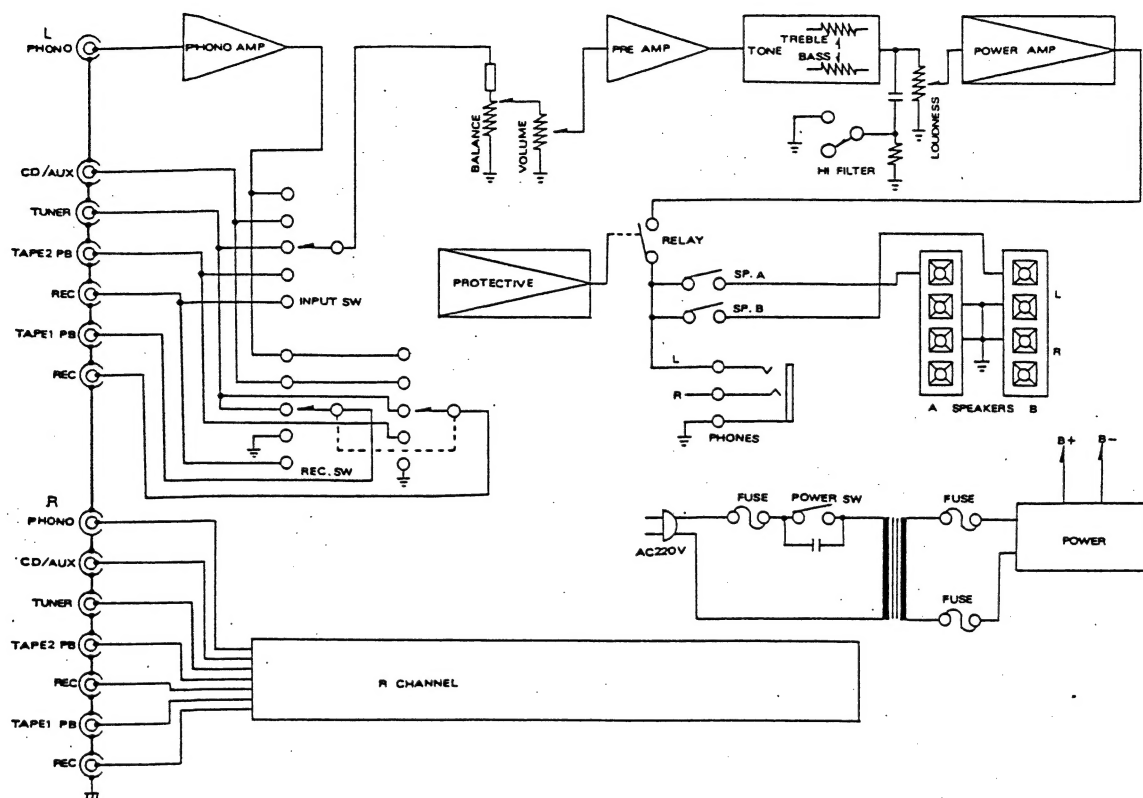 L
PHONO
PHONO AMP
CD/AUX
TUNER
TAPE2 PB
REC
TAPE1 PB
REC
INPUT SW
REC. SW
BALANCE
VOLUME
PRE AMP
TREBLE
BASS
TONE
HI FILTER
LOUDNESS
POWER AMP
PROTECTIVE
RELAY
SP. A
SP. B
L
R
PHONES
L
R
A SPEAKERS B
R
PHONO
CD/AUX
TUNER
TAPE2 PB
REC
TAPE1 PB
REC
R CHANNEL
AC220V
FUSE
POWER SW
FUSE
FUSE
B+
B-
POWER